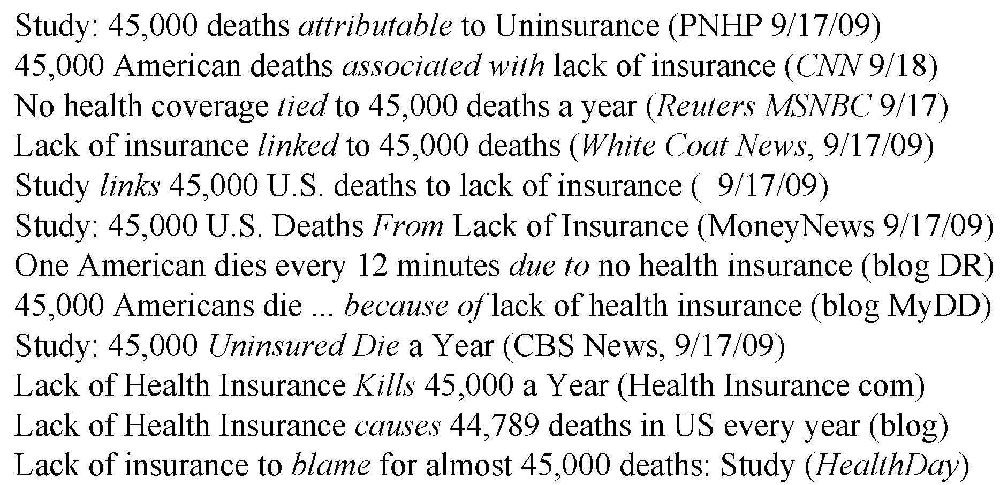 Study: 45,000 deaths attributable to Uninsurance (PNHP 9/17/09)
45,000 American deaths associated with lack of insurance (CNN 9/18)
No health coverage tied to 45,000 deaths a year (Reuters MSNBC 9/17)
Lack of insurance linked to 45,000 deaths (White Coat News, 9/17/09)
Study links 45,000 U.S. deaths to lack of insurance (  9/17/09)
Study: 45,000 U.S. Deaths From Lack of Insurance (MoneyNews 9/17/09)
One American dies every 12 minutes due to no health insurance (blog DR)
45,000 Americans die ... because of lack of health insurance (blog MyDD)
Study: 45,000 Uninsured Die a Year (CBS News, 9/17/09)
Lack of Health Insurance Kills 45,000 a Year (Health Insurance com)
Lack of Health Insurance causes 44,789 deaths in US every year (blog)
Lack of insurance to blame for almost 45,000 deaths: Study (HealthDay)